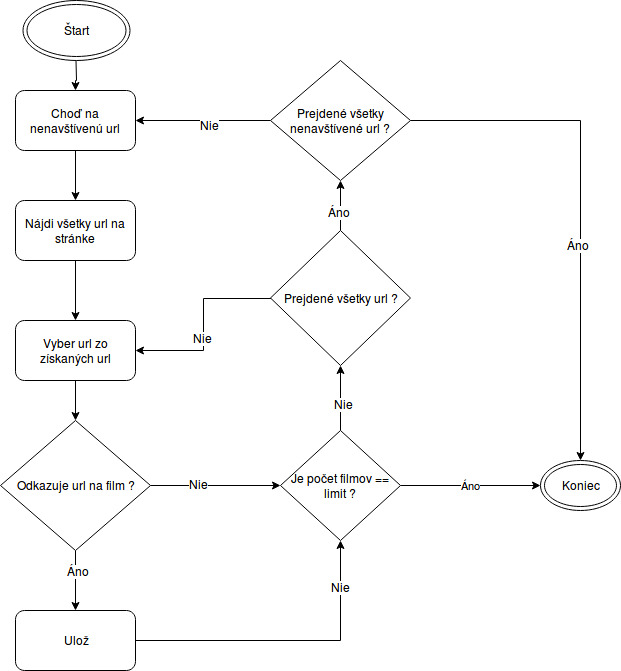 Štart
Choď na
nenavštívenú url
Nie
Prejdené všetky
nenavštívené url ?
Áno
Nájdi všetky url na
stránke
Áno
Prejdené všetky url ?
Nie
Vyber url zo
získaných url
Nie
Odkazuje url na film ?
Nie
Je počet filmov ==
limit ?
Áno
Koniec
Áno
Nie
Ulož